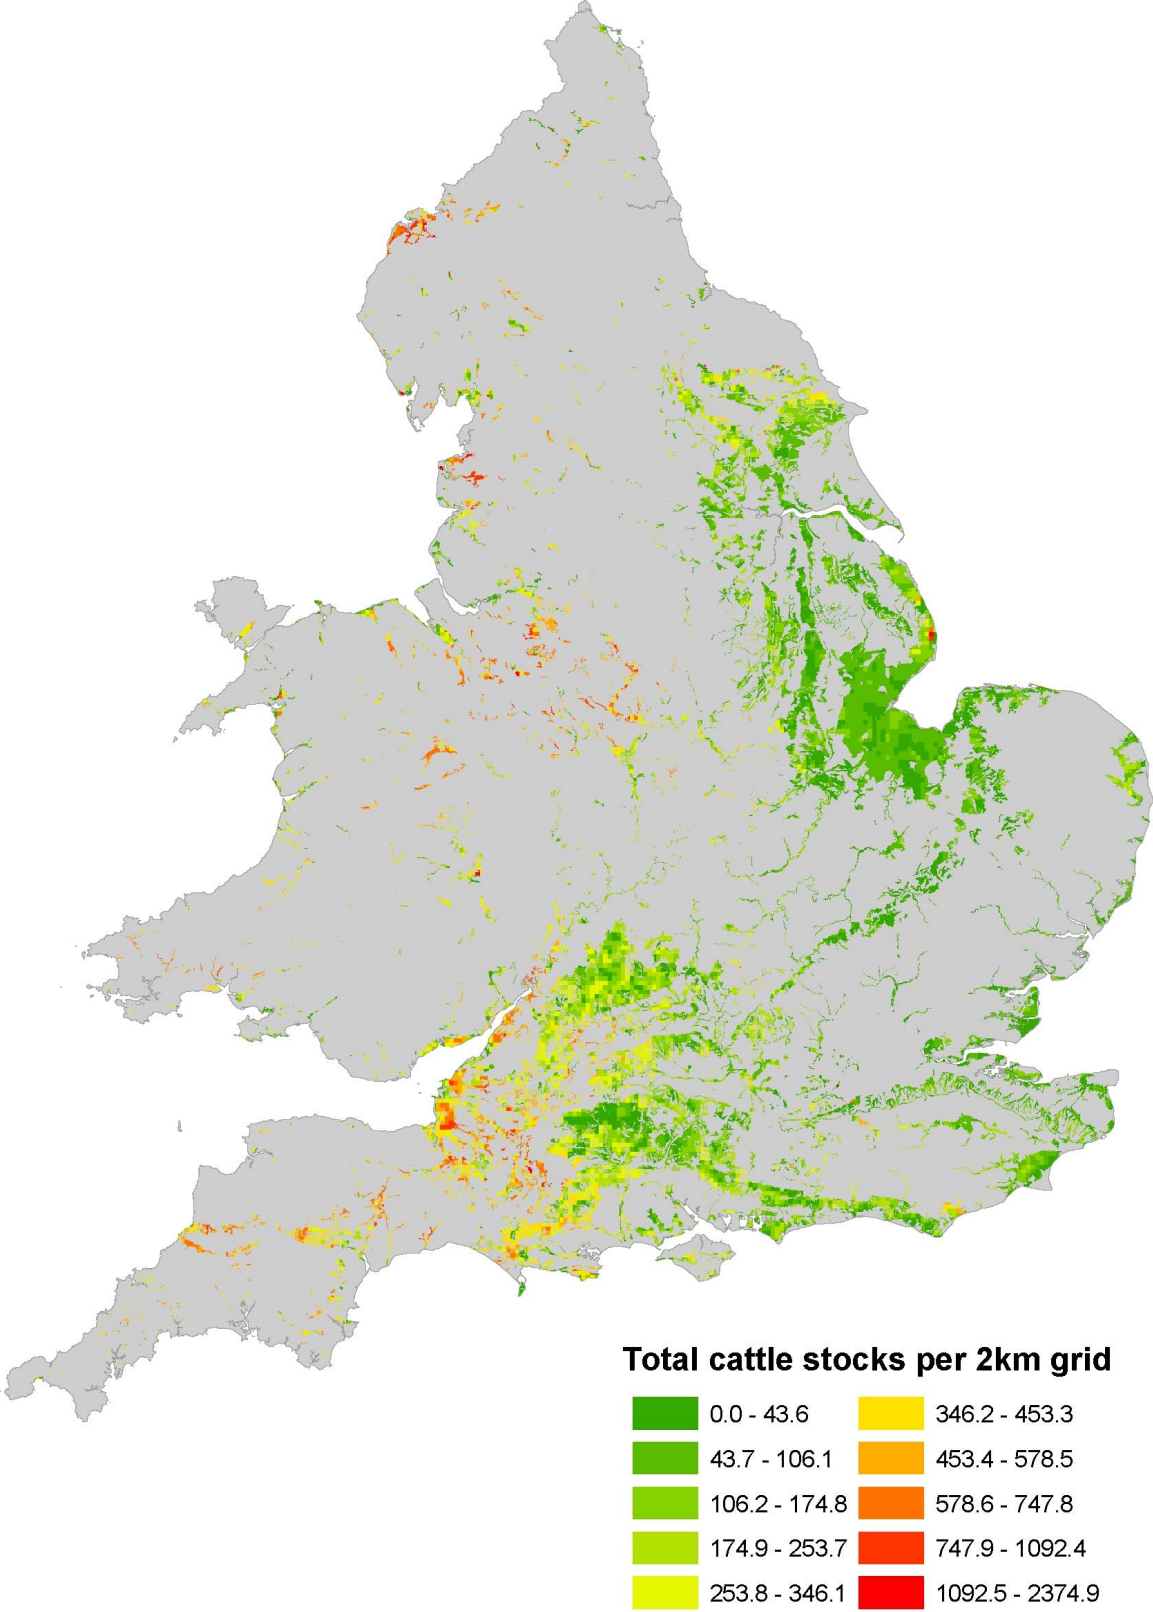 Total cattle stocks per 2km grid
0.0 - 43.6
43.7 - 106.1
106.2 - 174.8
174.9 - 253.7
253.8 - 346.1
346.2 - 453.3
453.4 - 578.5
578.6 - 747.8
747.9 - 1092.4
1092.5 - 2374.9